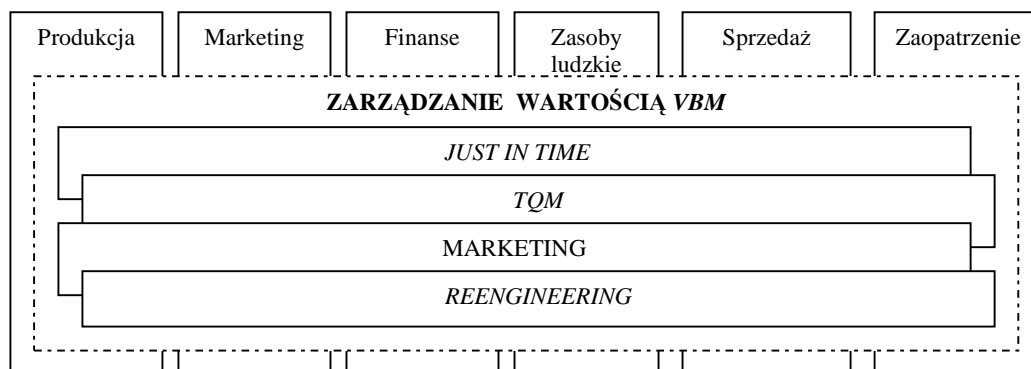 Produkcja
Marketing
Finanse
Zasoby
ludzkie
Sprzedaż
Zaopatrzenie
ZARZĄDZANIE WARTOŚCIĄ VBM
JUST IN TIME
TQM
MARKETING
REENGINEERING